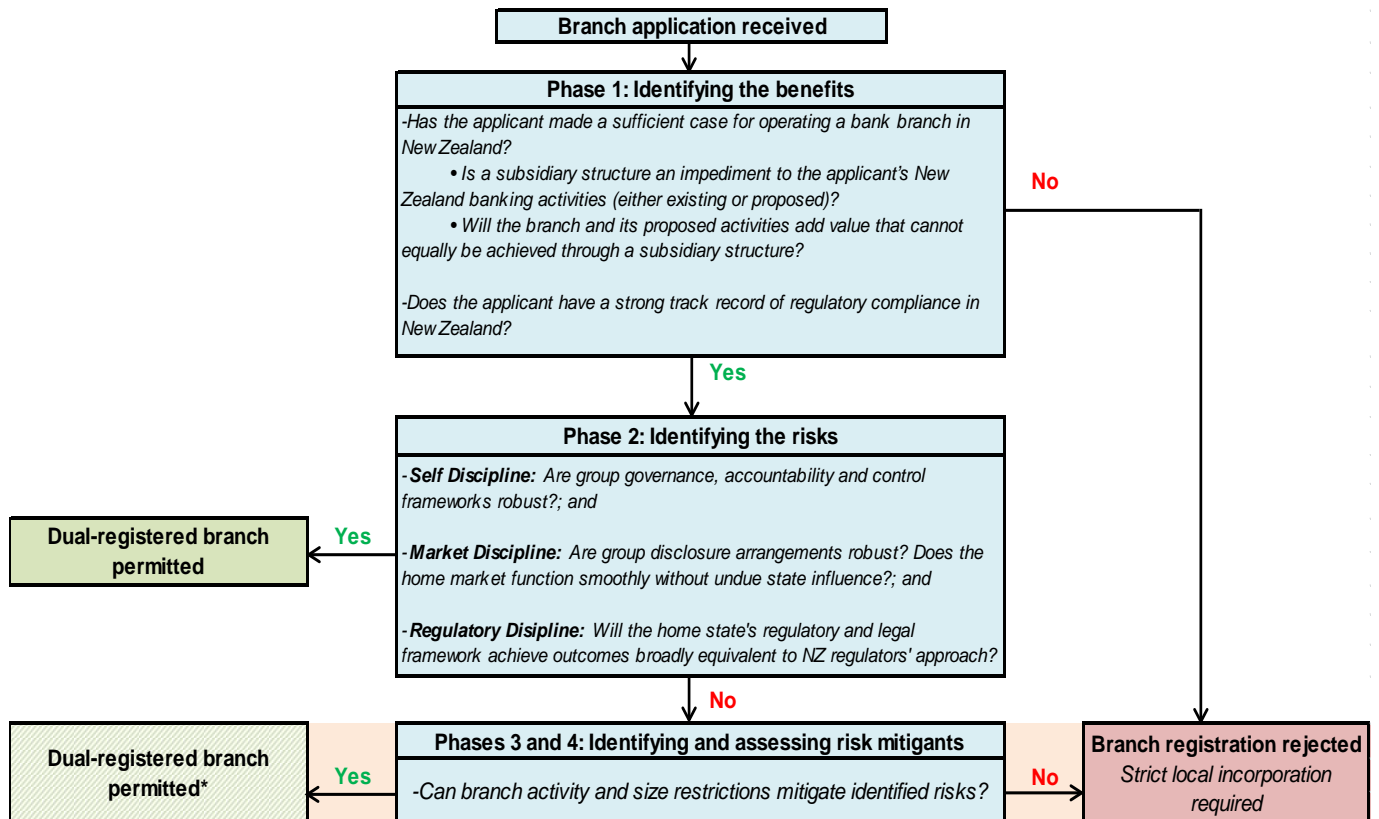 Branch application received
Phase 1: Identifying the benefits
-Has the applicant made a sufficient case for operating a bank branch in
New Zealand?
• Is a subsidiary structure an impediment to the applicant's New
Zealand banking activities (either existing or proposed)?
• Will the branch and its proposed activities add value that cannot
equally be achieved through a subsidiary structure?
-Does the applicant have a strong track record of regulatory compliance in
New Zealand?
No
Yes
Phase 2: Identifying the risks
-Self Discipline: Are group governance, accountability and control
frameworks robust?; and
-Market Discipline: Are group disclosure arrangements robust? Does the
home market function smoothly without undue state influence?; and
-Regulatory Disipline: Will the home state's regulatory and legal
framework achieve outcomes broadly equivalent to NZ regulators' approach?
Yes
Dual-registered branch
permitted
No
Phases 3 and 4: Identifying and assessing risk mitigants
-Can branch activity and size restrictions mitigate identified risks?
Yes
Dual-registered branch
permitted*
No
Branch registration rejected
Strict local incorporation
required